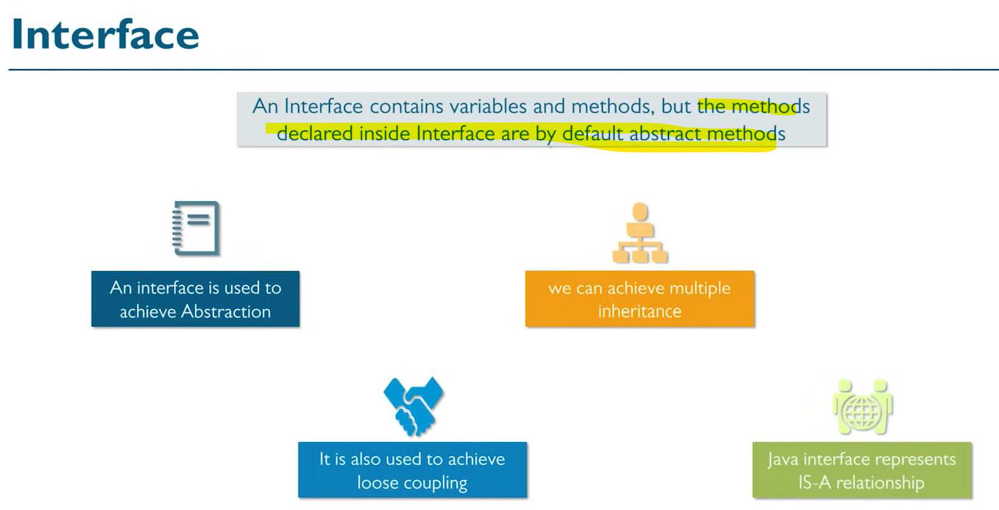 Interface
An Interface contains variables and methods, but the methods
declared inside Interface are by default abstract methods
An interface is used to
achieve Abstraction
we can achieve multiple
inheritance
It is also used to achieve
loose coupling
Java interface represents
IS-A relationship